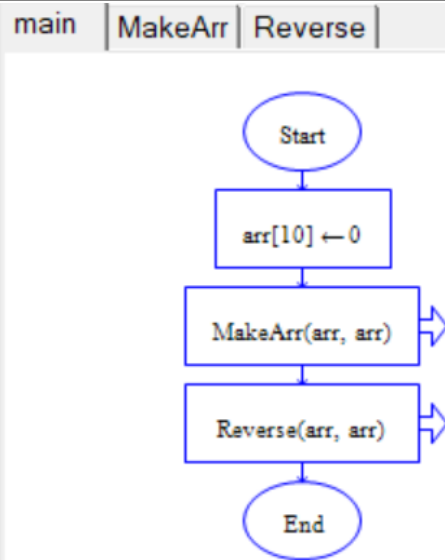 main MakeArr Reverse
Start
arr[10] ← 0
MakeArr(arr, arr)
Reverse(arr, arr)
End